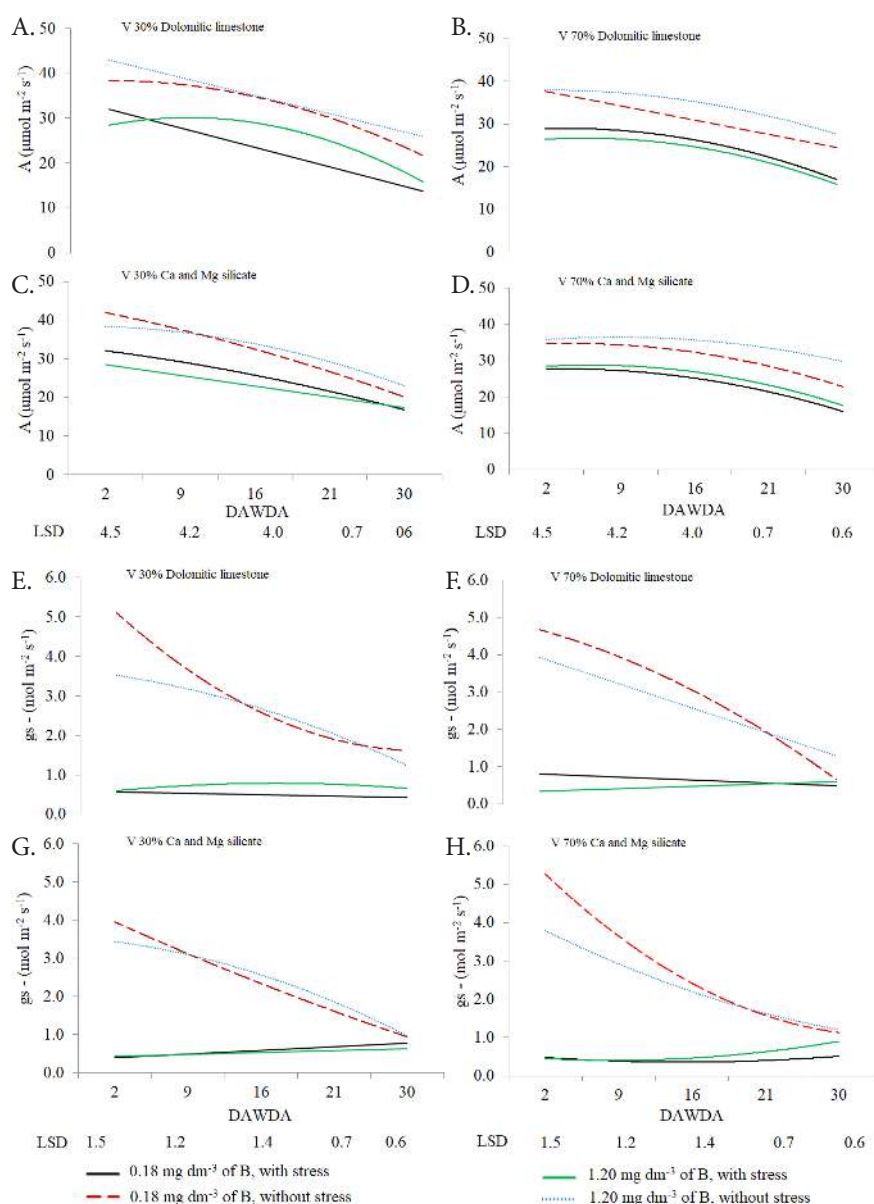 A. V 30% Dolomitic limestone
50
40
30
20
10
0
A (µmol m⁻² s⁻¹)
B. V 70% Dolomitic limestone
50
40
30
20
10
0
A (µmol m⁻² s⁻¹)
C. V 30% Ca and Mg silicate
50
40
30
20
10
0
A (µmol m⁻² s⁻¹)
2 9 16 21 30
DAWDA
LSD 4.5 4.2 4.0 0.7 06
D. V 70% Ca and Mg silicate
50
40
30
20
10
0
A (µmol m⁻² s⁻¹)
2 9 16 21 30
DAWDA
LSD 4.5 4.2 4.0 0.7 0.6
E. V 30% Dolomitic limestone
6.0
5.0
4.0
3.0
2.0
1.0
0.0
gs - (mol m⁻² s⁻¹)
F. V 70% Dolomitic limestone
6.0
5.0
4.0
3.0
2.0
1.0
0.0
gs - (mol m⁻² s⁻¹)
G. V 30% Ca and Mg silicate
6.0
5.0
4.0
3.0
2.0
1.0
0.0
gs - (mol m⁻² s⁻¹)
2 9 16 21 30
DAWDA
LSD 1.5 1.2 1.4 0.7 0.6
H. V 70% Ca and Mg silicate
6.0
5.0
4.0
3.0
2.0
1.0
0.0
gs - (mol m⁻² s⁻¹)
2 9 16 21 30
DAWDA
LSD 1.5 1.2 1.4 0.7 0.6
0.18 mg dm⁻³ of B, with stress
0.18 mg dm⁻³ of B, without stress
1.20 mg dm⁻³ of B, with stress
1.20 mg dm⁻³ of B, without stress